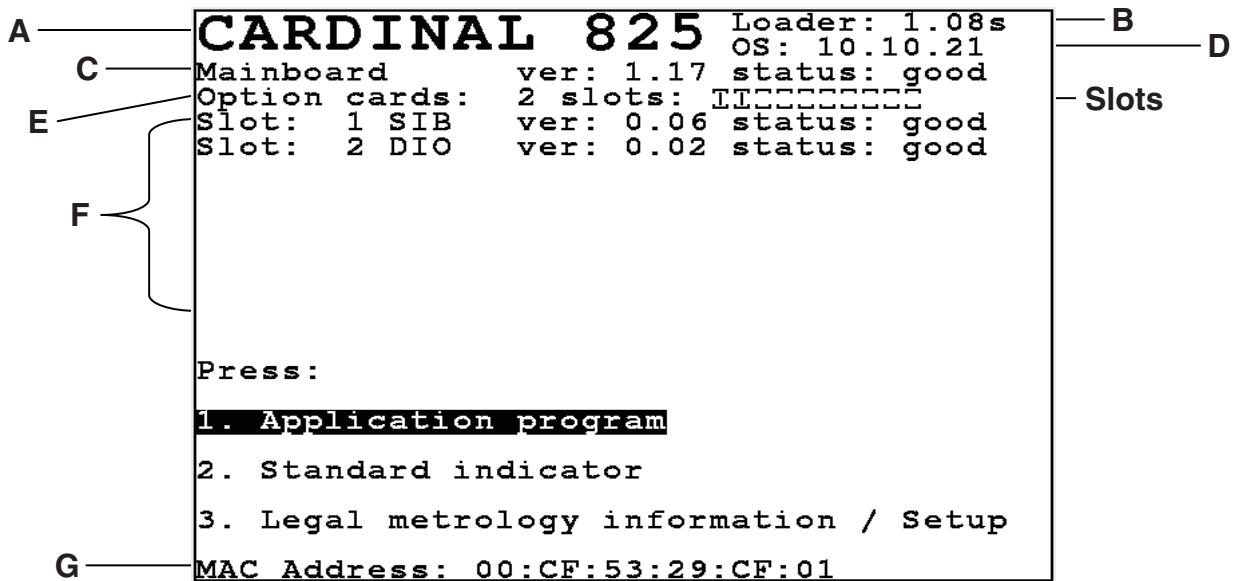 A
CARDINAL 825
Loader: 1.08s
B
OS: 10.10.21
D
C
Mainboard ver: 1.17 status: good
E
Option cards: 2 slots: II
Slots
Slot: 1 SIB ver: 0.06 status: good
Slot: 2 DIO ver: 0.02 status: good
F
Press:
1. Application program
2. Standard indicator
3. Legal metrology information / Setup
G
MAC Address: 00:CF:53:29:CF:01